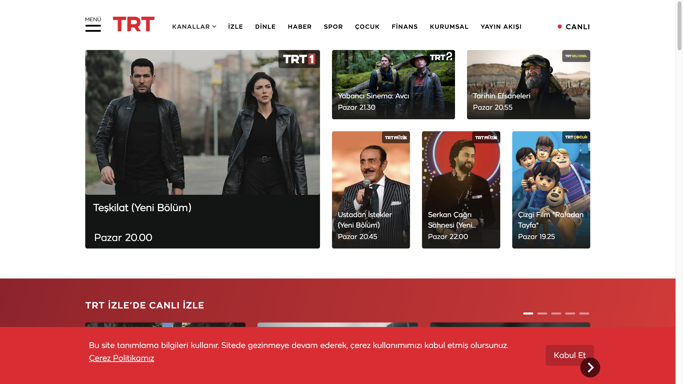 MENÜ
TRT
KANALLAR
İZLE
DİNLE
HABER
SPOR
ÇOCUK
FİNANS
KURUMSAL
YAYIN AKIŞI
CANLI
TRT 1
Teşkilat (Yeni Bölüm)
Pazar 20.00
TRT 2
Yabancı Sinema: Avcı
Pazar 21.30
Tarihin Efsaneleri
Pazar 20.55
TRT MÜZİK
Ustadan İstekler
(Yeni Bölüm)
Pazar 20.45
TRT MÜZİK
Serkan Çağrı
Sahnesi (Yeni..
Pazar 22.00
TRT ÇOCUK
Çizgi Film "Rafadan
Tayfa"
Pazar 19.25
TRT İZLE'DE CANLI İZLE
Bu site tanımlama bilgileri kullanır. Sitede gezinmeye devam ederek, çerez kullanımımızı kabul etmiş olursunuz.
Çerez Politikamız
Kabul Et